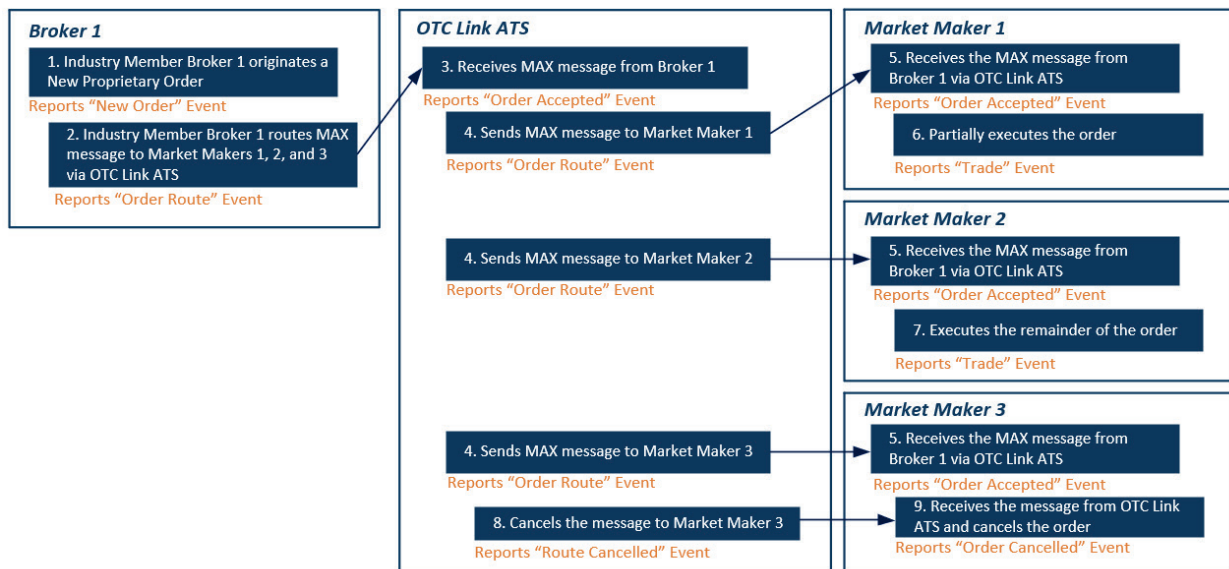 Broker 1
1. Industry Member Broker 1 originates a
New Proprietary Order
Reports “New Order” Event
2. Industry Member Broker 1 routes MAX
message to Market Makers 1, 2, and 3
via OTC Link ATS
Reports “Order Route” Event
OTC Link ATS
3. Receives MAX message from Broker 1
Reports “Order Accepted” Event
4. Sends MAX message to Market Maker 1
Reports “Order Route” Event
4. Sends MAX message to Market Maker 2
Reports “Order Route” Event
4. Sends MAX message to Market Maker 3
Reports “Order Route” Event
8. Cancels the message to Market Maker 3
Reports “Route Cancelled” Event
Market Maker 1
5. Receives the MAX message from
Broker 1 via OTC Link ATS
Reports “Order Accepted” Event
6. Partially executes the order
Reports “Trade” Event
Market Maker 2
5. Receives the MAX message from
Broker 1 via OTC Link ATS
Reports “Order Accepted” Event
7. Executes the remainder of the order
Reports “Trade” Event
Market Maker 3
5. Receives the MAX message from
Broker 1 via OTC Link ATS
Reports “Order Accepted” Event
9. Receives the message from OTC Link
ATS and cancels the order
Reports “Order Cancelled” Event